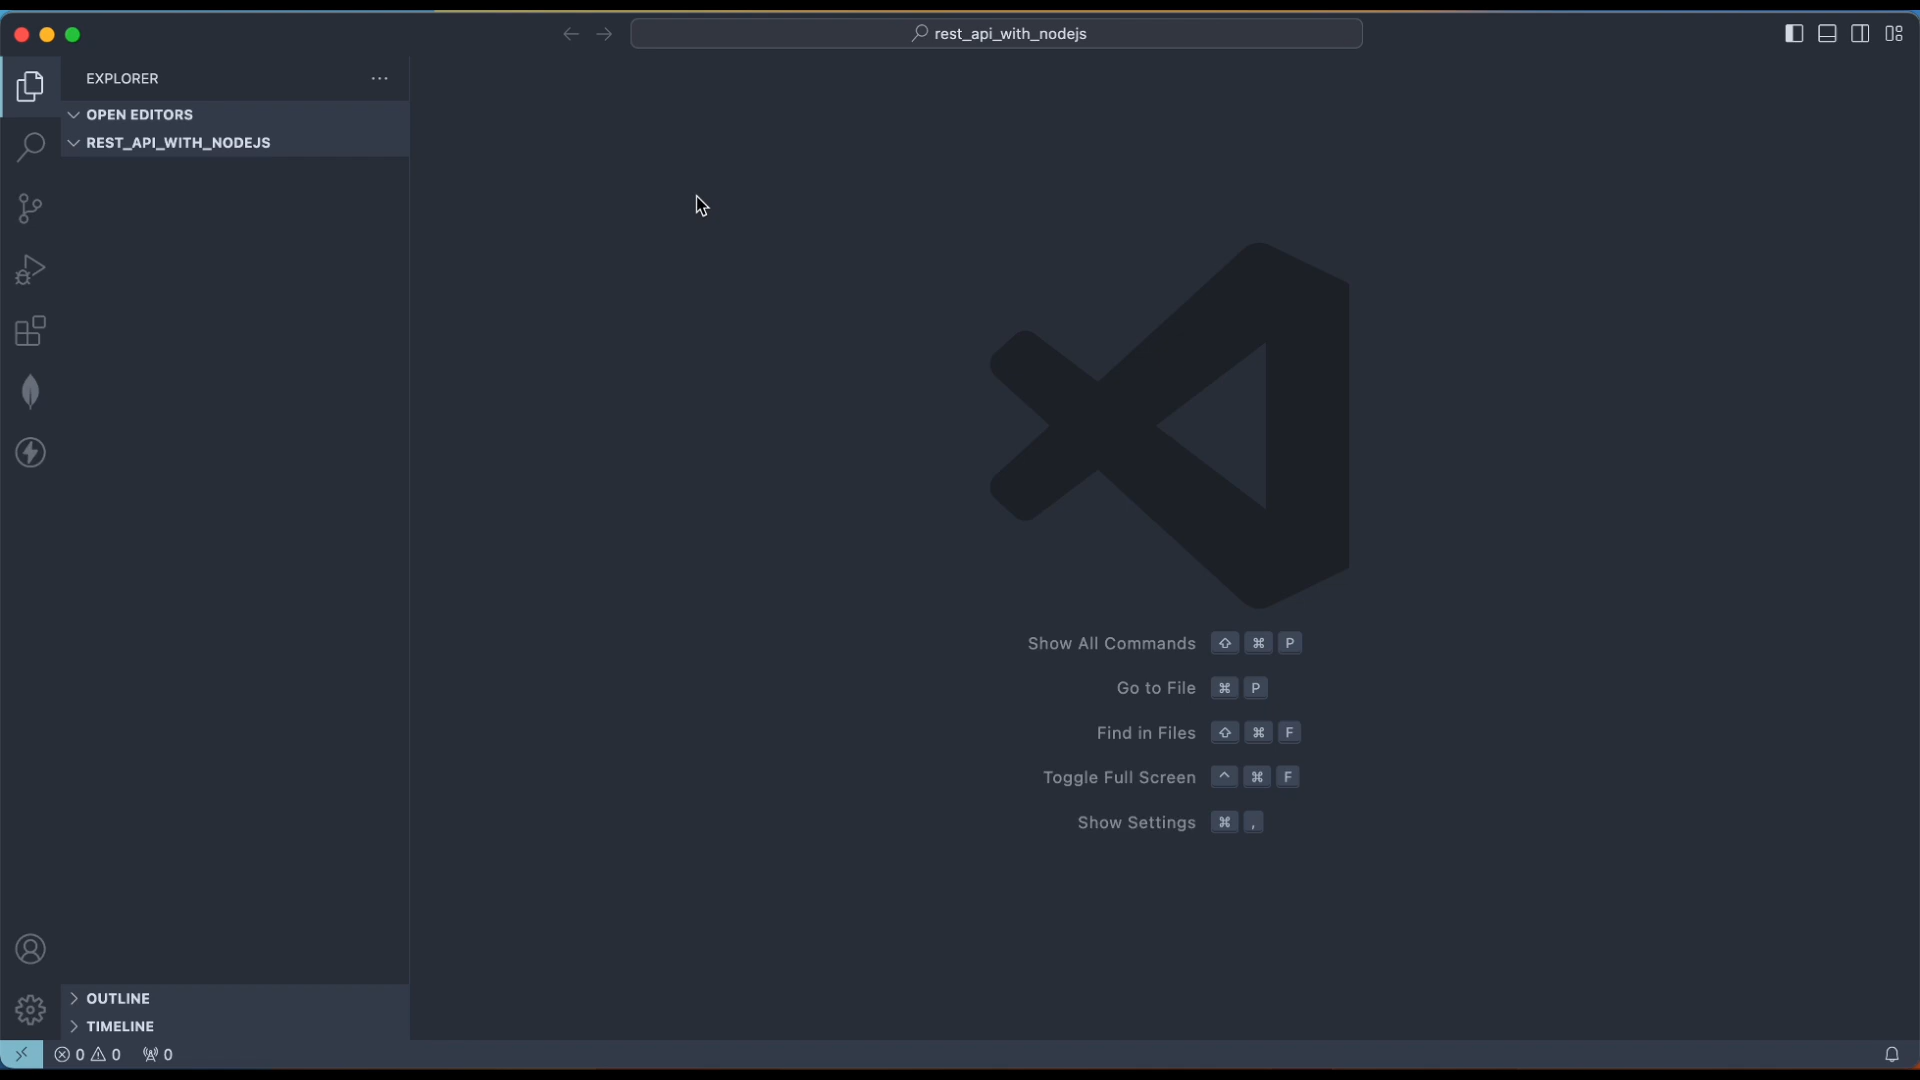 rest_api_with_nodejs
EXPLORER
OPEN EDITORS
REST_API_WITH_NODEJS
Show All Commands ⇧ ⌘ P
Go to File ⌘ P
Find in Files ⇧ ⌘ F
Toggle Full Screen ^ ⌘ F
Show Settings ⌘ ,
OUTLINE
TIMELINE
0 0 0